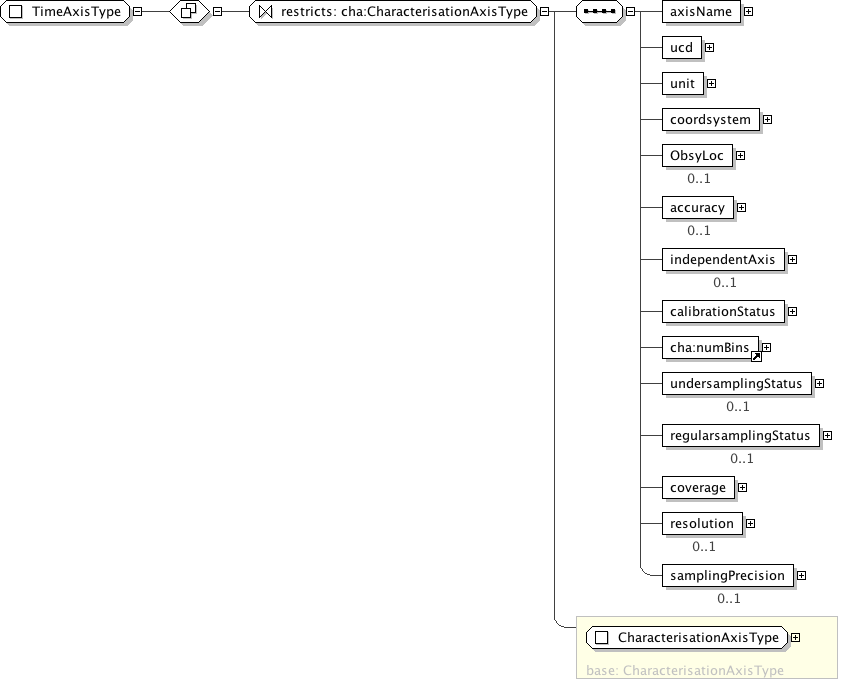 TimeAxisType
restricts: cha:CharacterisationAxisType
axisName
ucd
unit
coordsystem
ObsyLoc
0..1
accuracy
0..1
independentAxis
0..1
calibrationStatus
cha:numBins
undersamplingStatus
0..1
regularsamplingStatus
0..1
coverage
resolution
0..1
samplingPrecision
0..1
CharacterisationAxisType
base: CharacterisationAxisType